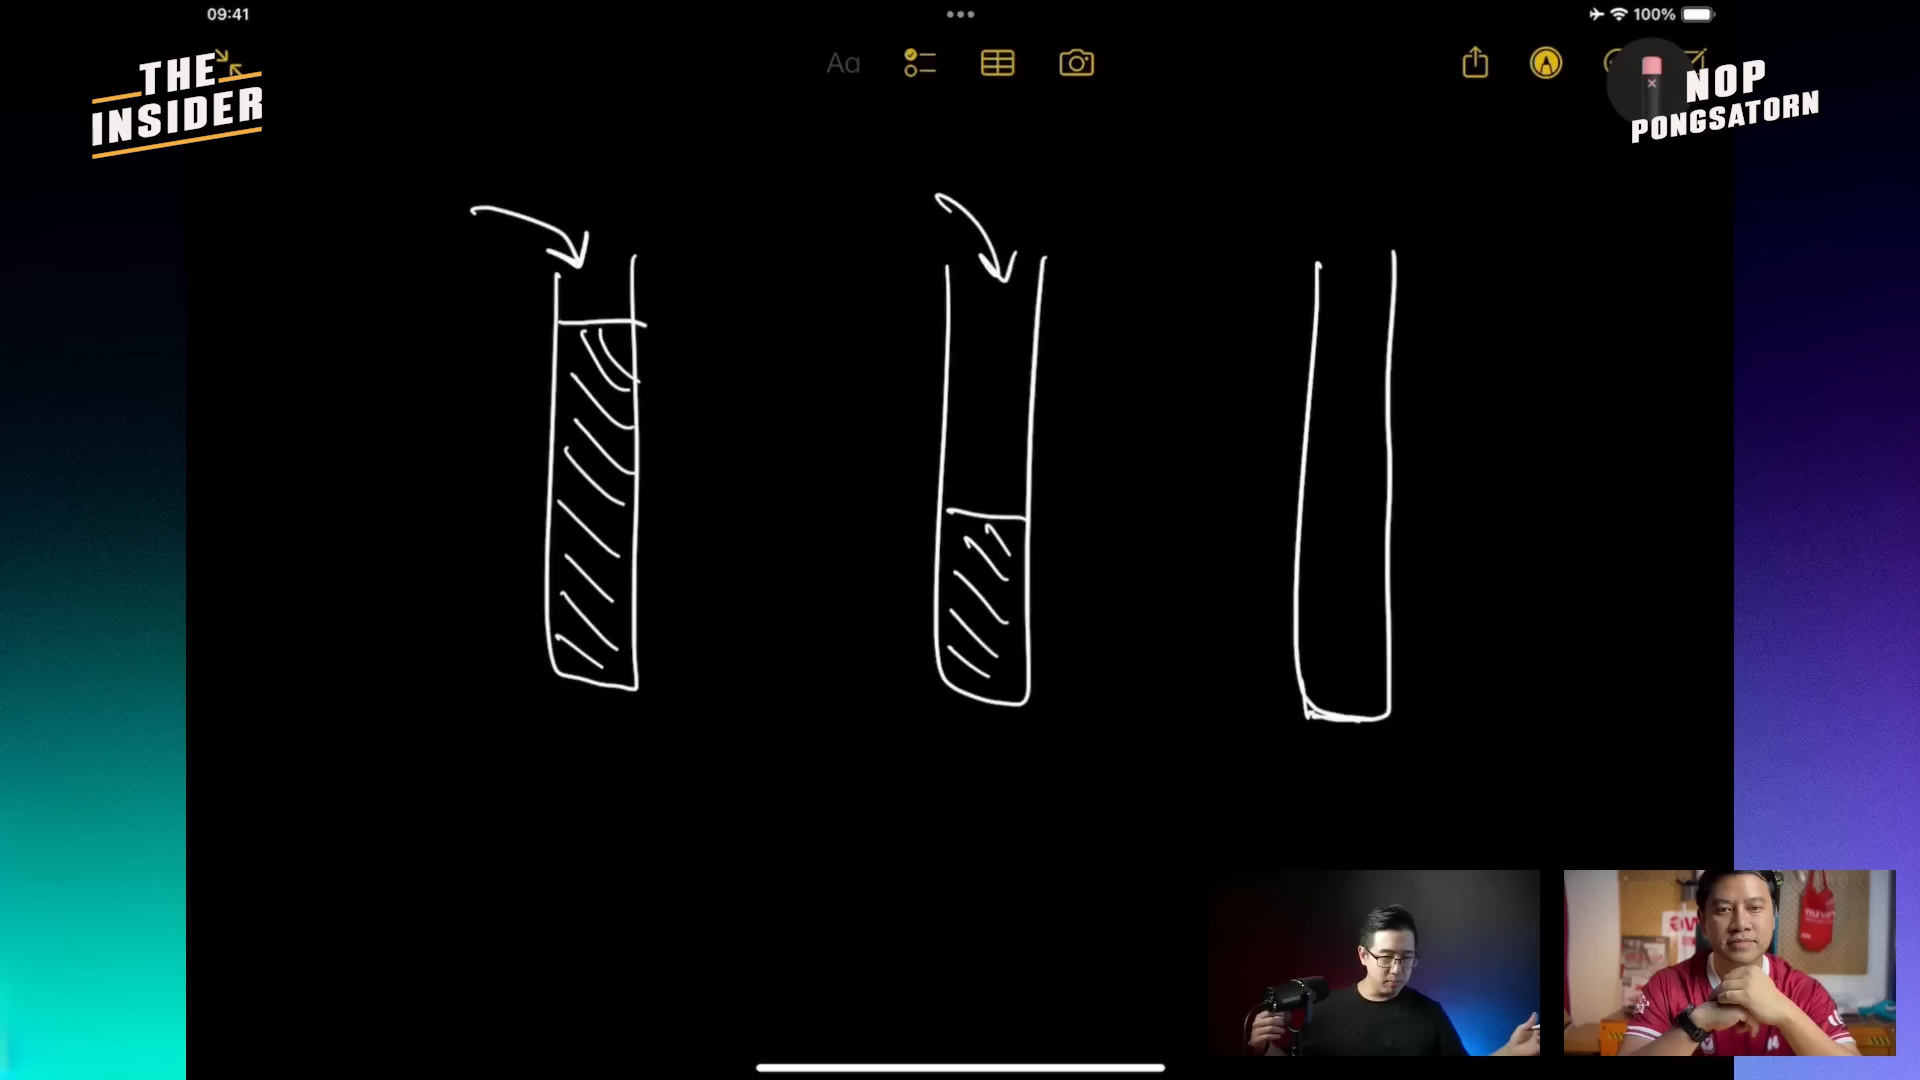 09:41
100%
THE
INSIDER
Aa
NOP
PONGSATORN